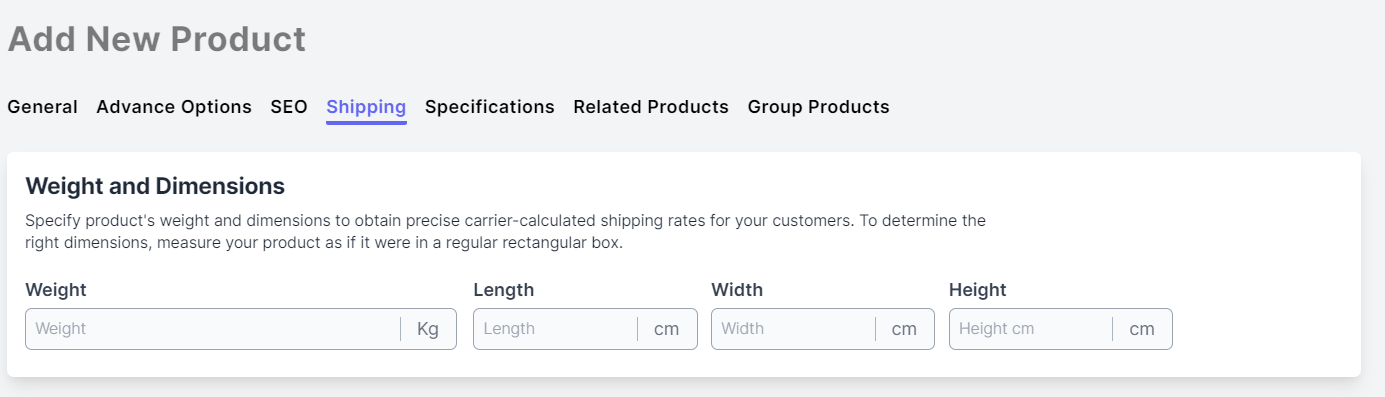 Add New Product
General Advance Options SEO Shipping Specifications Related Products Group Products
Weight and Dimensions
Specify product's weight and dimensions to obtain precise carrier-calculated shipping rates for your customers. To determine the
right dimensions, measure your product as if it were in a regular rectangular box.
Weight Length Width Height
Weight Kg Length cm Width cm Height cm cm